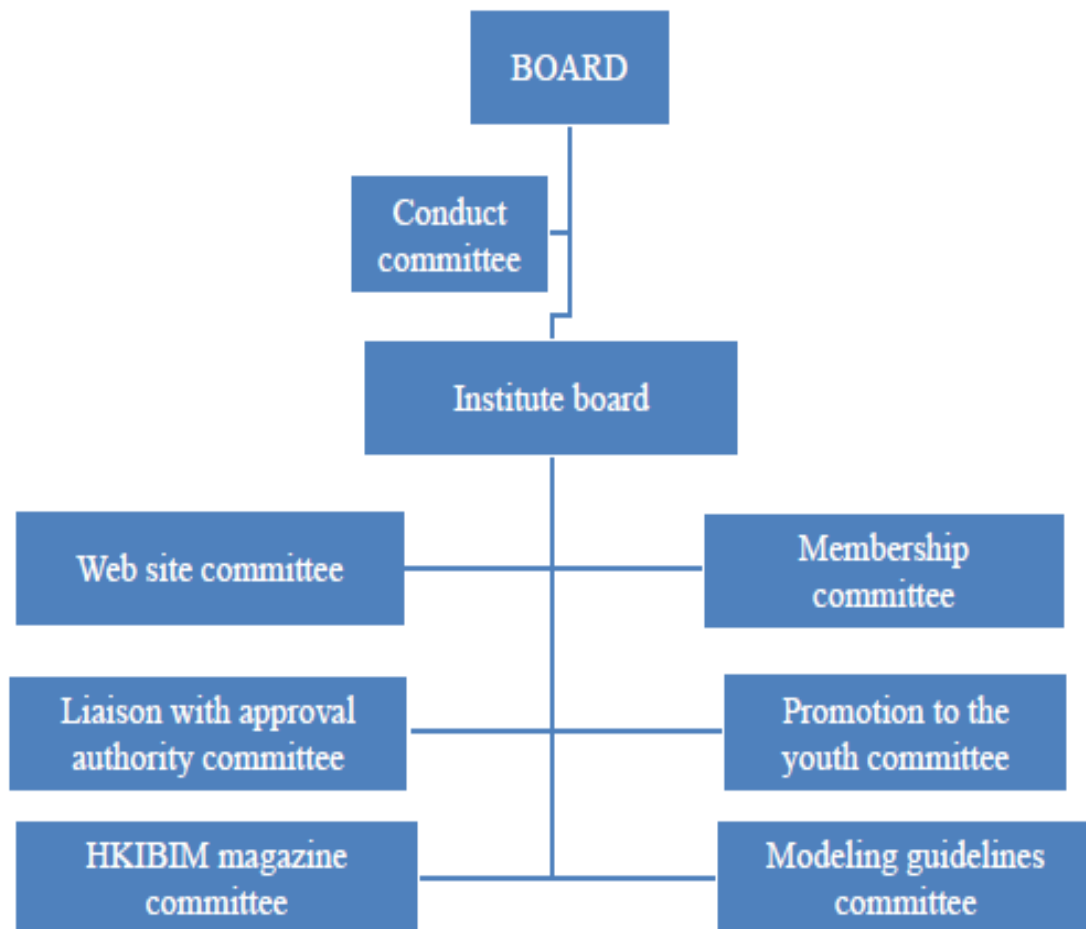 BOARD
Conduct
committee
Institute board
Web site committee
Membership
committee
Liaison with approval
authority committee
Promotion to the
youth committee
HKIBIM magazine
committee
Modeling guidelines
committee